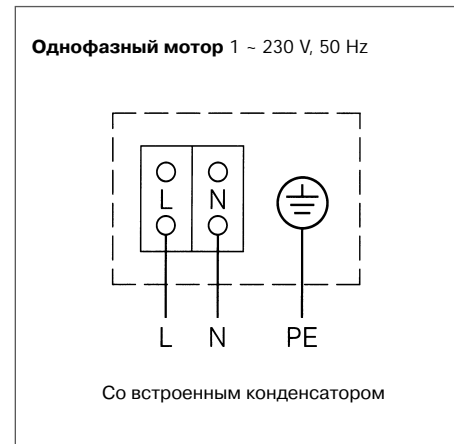 Однофазный мотор 1 ~ 230 V, 50 Hz
L N
L N PE
Со встроенным конденсатором